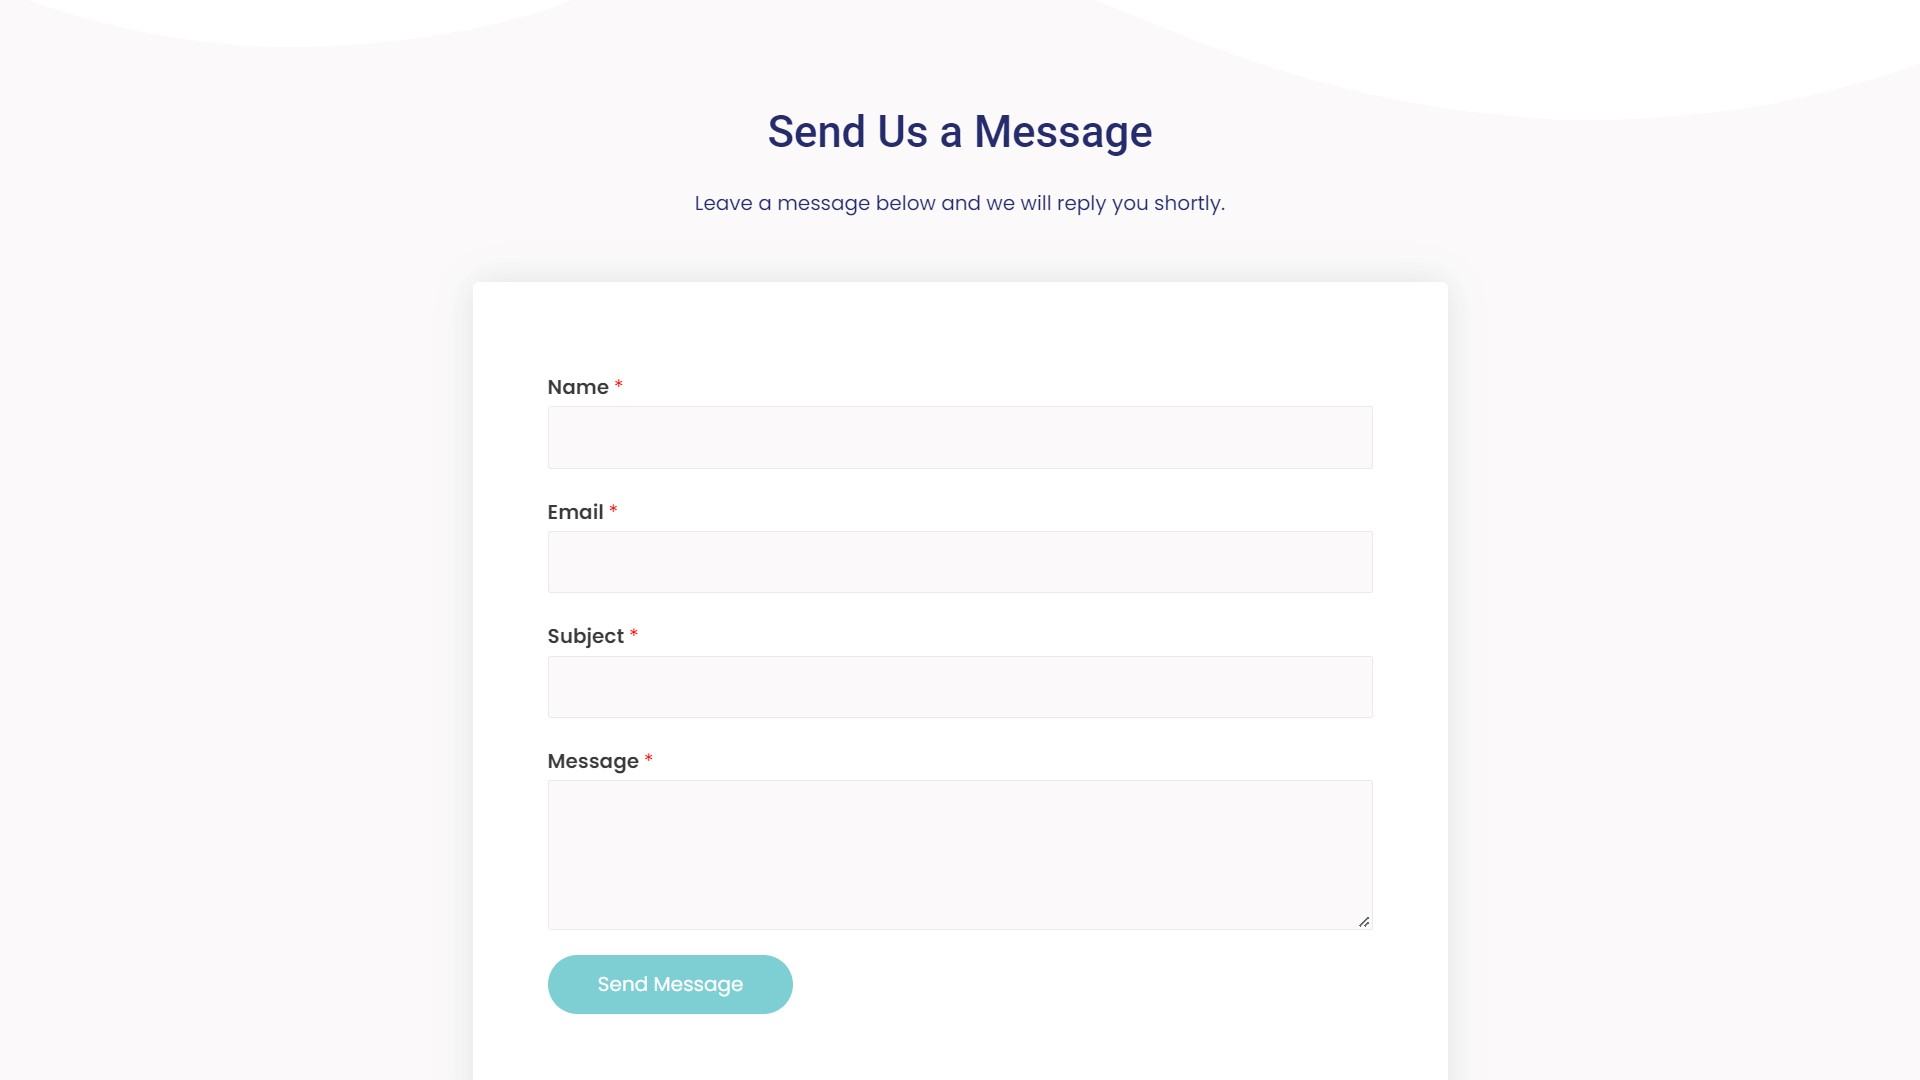 Send Us a Message
Leave a message below and we will reply you shortly.
Name *
Email *
Subject *
Message *
Send Message